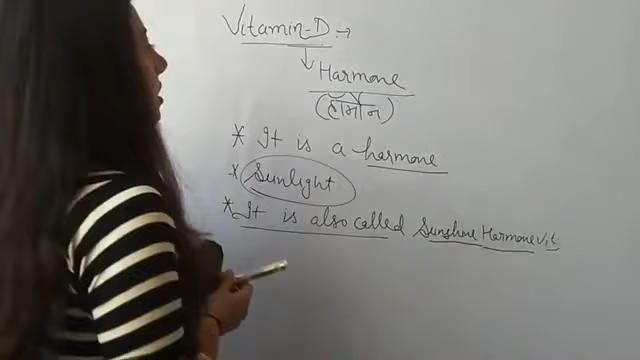 Vitamin-D →
↓ Harmone
(हॉर्मोन)
* It is a harmone
* Sunlight
* It is also called Sunshine Harmone Vit